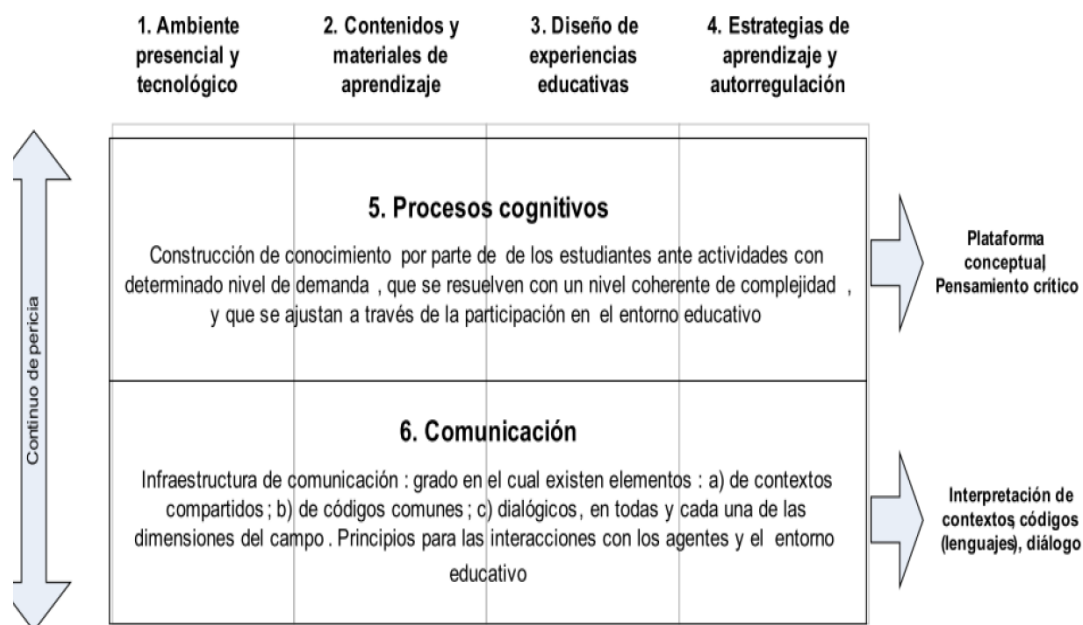 1. Ambiente
presencial y
tecnológico
2. Contenidos y
materiales de
aprendizaje
3. Diseño de
experiencias
educativas
4. Estrategias de
aprendizaje y
autorregulación
Continuo de pericia
5. Procesos cognitivos
Construcción de conocimiento por parte de de los estudiantes ante actividades con
determinado nivel de demanda , que se resuelven con un nivel coherente de complejidad ,
y que se ajustan a través de la participación en el entorno educativo
Plataforma
conceptual,
Pensamiento crítico
6. Comunicación
Infraestructura de comunicación : grado en el cual existen elementos : a) de contextos
compartidos ; b) de códigos comunes ; c) dialógicos, en todas y cada una de las
dimensiones del campo . Principios para las interacciones con los agentes y el entorno
educativo
Interpretación de
contextos, códigos
(lenguajes), diálogo